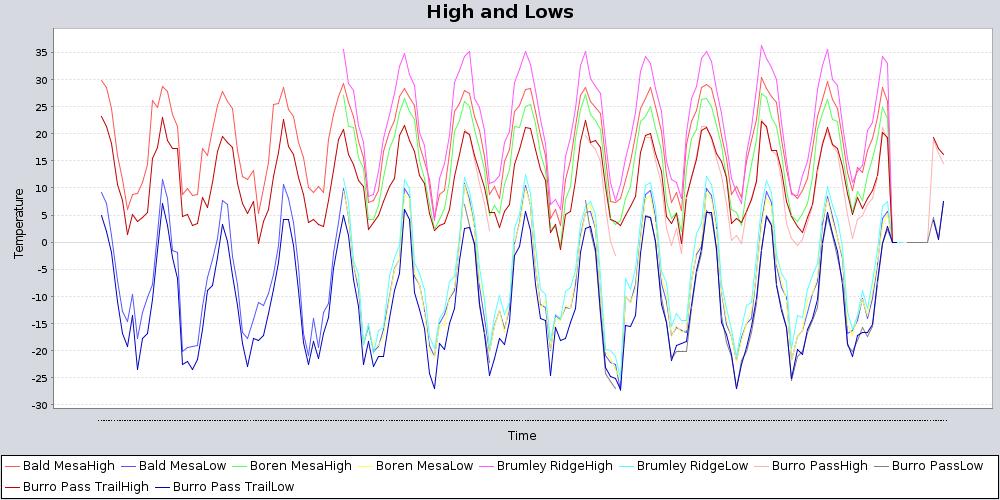 High and Lows
35
30
25
20
15
10
5
0
-5
-10
-15
-20
-25
-30
Temperature
Time
Bald MesaHigh Bald MesaLow Boren MesaHigh Boren MesaLow Brumley RidgeHigh Brumley RidgeLow Burro PassHigh Burro PassLow
Burro Pass TrailHigh Burro Pass TrailLow